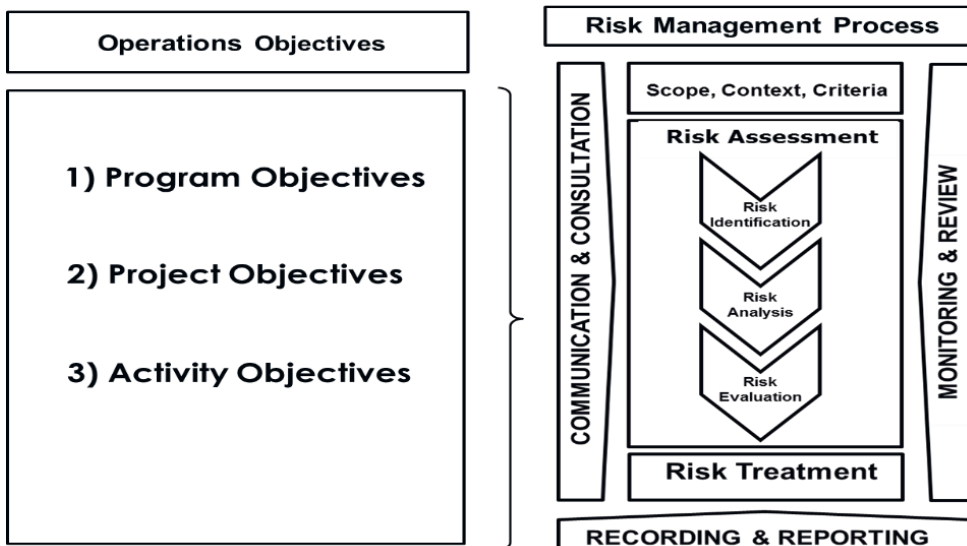 Operations Objectives
1) Program Objectives
2) Project Objectives
3) Activity Objectives
Risk Management Process
COMMUNICATION & CONSULTATION
Scope, Context, Criteria
Risk Assessment
Risk
Identification
Risk
Analysis
Risk
Evaluation
Risk Treatment
MONITORING & REVIEW
RECORDING & REPORTING